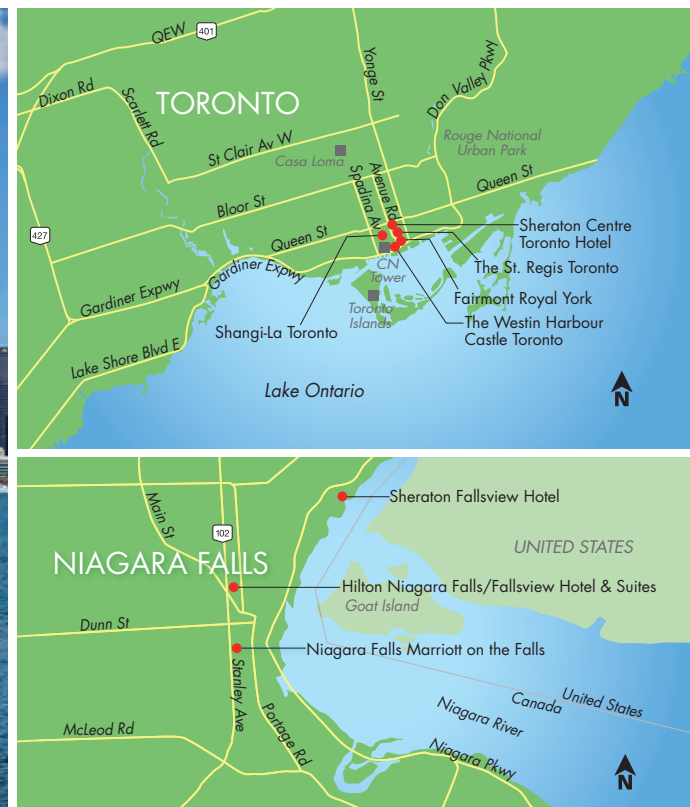 QEW
401
Yonge St
Don Valley Pkwy
Dixon Rd
Scarlett Rd
TORONTO
St Clair Av W
Casa Loma
Rouge National
Urban Park
Avenue Rd
Spadina Av
Queen St
Bloor St
427
Queen St
Sheraton Centre
Toronto Hotel
Gardiner Expwy
CN
Tower
The St. Regis Toronto
Gardiner Expwy
Fairmont Royal York
Toronto
Islands
Shangi-La Toronto
The Westin Harbour
Castle Toronto
Lake Shore Blvd E
Lake Ontario
N
Main St
Sheraton Fallsview Hotel
102
UNITED STATES
NIAGARA FALLS
Hilton Niagara Falls/Fallsview Hotel & Suites
Goat Island
Dunn St
Niagara Falls Marriott on the Falls
Stanley Ave
Portage Rd
United States
Canada
Niagara River
McLeod Rd
Niagara Pkwy
N